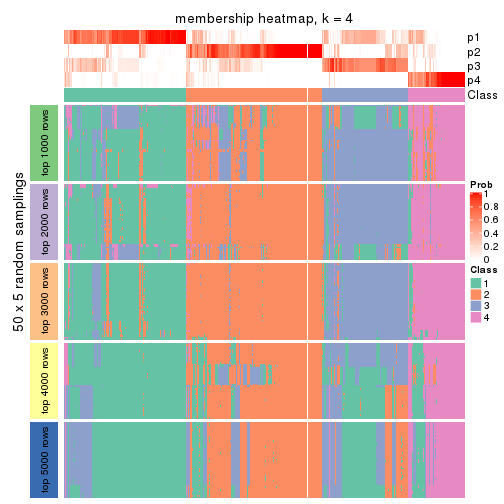 membership heatmap, k = 4
p1
p2
p3
p4
Class
50 x 5 random samplings
top 1000 rows
top 2000 rows
top 3000 rows
top 4000 rows
top 5000 rows
Prob
1
0.8
0.6
0.4
0.2
0
Class
1
2
3
4